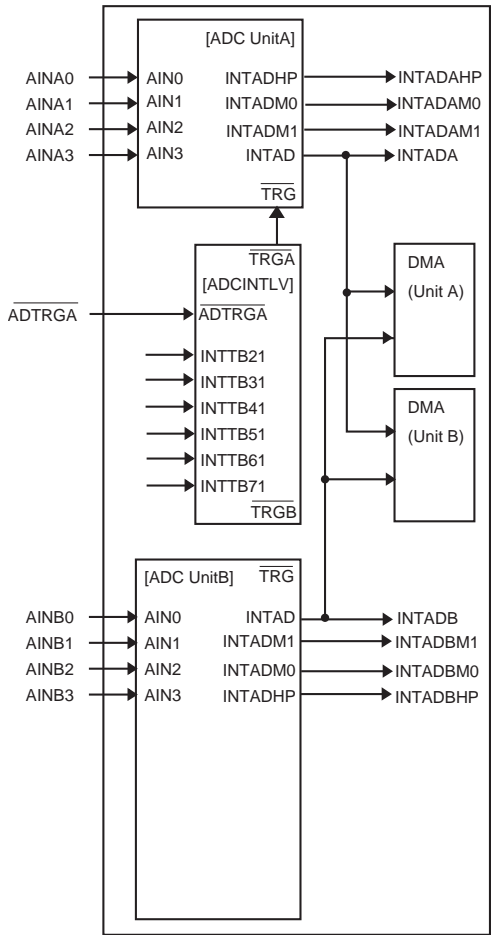 [ADC UnitA]
AINA0 AIN0 INTADHP INTADAHP
AINA1 AIN1 INTADM0 INTADAM0
AINA2 AIN2 INTADM1 INTADAM1
AINA3 AIN3 INTAD INTADA
TRG
TRGA
[ADCINTLV]
ADTRGA ADTRGA
INTTB21
INTTB31
INTTB41
INTTB51
INTTB61
INTTB71
TRGB
DMA
(Unit A)
DMA
(Unit B)
[ADC UnitB] TRG
AINB0 AIN0 INTAD INTADB
AINB1 AIN1 INTADM1 INTADBM1
AINB2 AIN2 INTADM0 INTADBM0
AINB3 AIN3 INTADHP INTADBHP